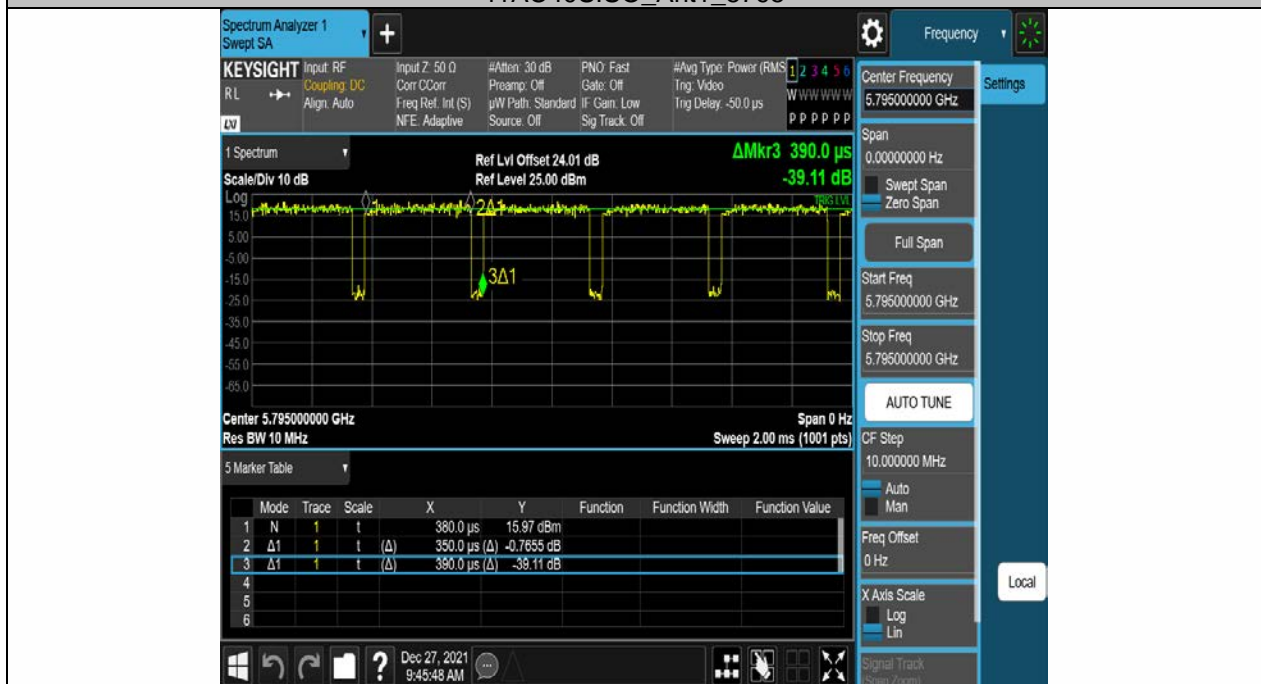 Spectrum Analyzer 1
Swept SA
+
Frequency
KEYSIGHT
RL
LXI
Input: RF
Coupling: DC
Align: Auto
Input Z: 50 Ω
Corr CCorr
Freq Ref: Int (S)
NFE: Adaptive
#Atten: 30 dB
Preamp: Off
µW Path: Standard
Source: Off
PNO: Fast
Gate: Off
IF Gain: Low
Sig Track: Off
#Avg Type: Power (RMS
Trig: Video
Trig Delay: -50.0 µs
1 2 3 4 5 6
W W W W W W
P P P P P P
Center Frequency
5.795000000 GHz
Settings
Span
0.00000000 Hz
Swept Span
Zero Span
Full Span
Start Freq
5.795000000 GHz
Stop Freq
5.795000000 GHz
AUTO TUNE
CF Step
10.000000 MHz
Auto
Man
Freq Offset
0 Hz
X Axis Scale
Log
Lin
Signal Track
(Span Zoom)
Local
1 Spectrum
Scale/Div 10 dB
Ref Lvl Offset 24.01 dB
Ref Level 25.00 dBm
ΔMkr3 390.0 µs
-39.11 dB
Log
TRIG LVL
15.0
5.00
-5.00
-15.0
-25.0
-35.0
-45.0
-55.0
-65.0
1
2Δ1
3Δ1
Center 5.795000000 GHz
Span 0 Hz
Res BW 10 MHz
Sweep 2.00 ms (1001 pts)
5 Marker Table
Mode Trace Scale X Y Function Function Width Function Value
1 N 1 t 380.0 µs 15.97 dBm
2 Δ1 1 t (Δ) 350.0 µs (Δ) -0.7655 dB
3 Δ1 1 t (Δ) 390.0 µs (Δ) -39.11 dB
4
5
6
?
Dec 27, 2021
9:45:48 AM